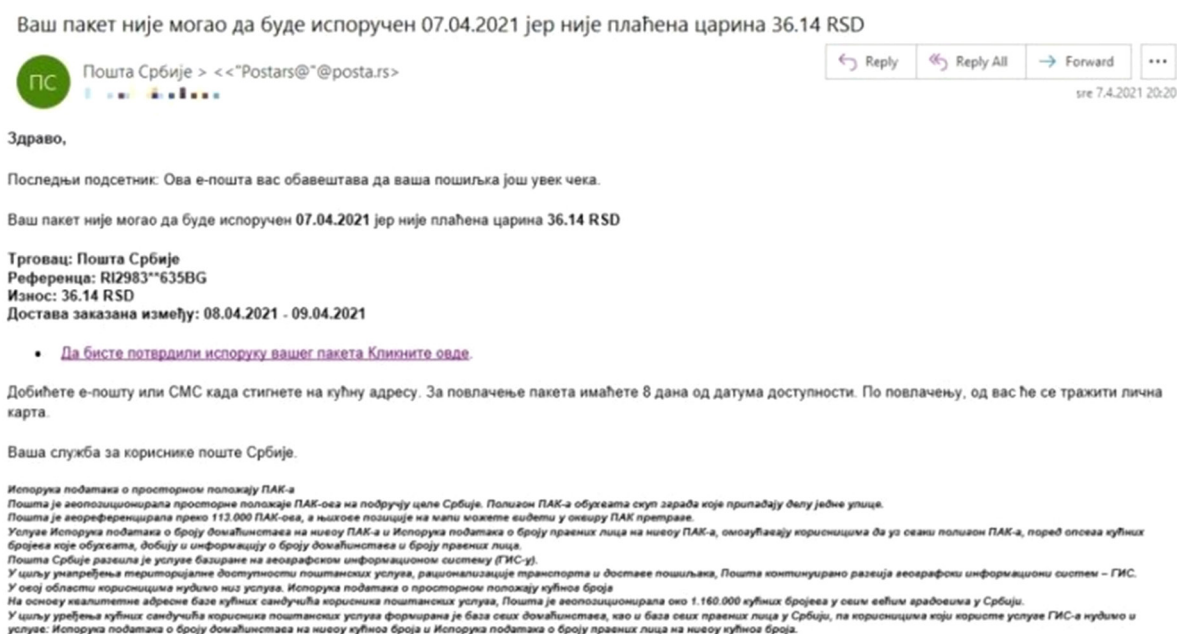 Ваш пакет није могао да буде испоручен 07.04.2021 јер није плаћена царина 36.14 RSD
ПС
Пошта Србије > <<"Postars@"@posta.rs>
Reply
Reply All
Forward
sre 7.4.2021 20:20
Здраво,
Последњи подсетник: Ова е-пошта вас обавештава да ваша пошиљка још увек чека.
Ваш пакет није могао да буде испоручен 07.04.2021 јер није плаћена царина 36.14 RSD
Трговац: Пошта Србије
Референца: RI2983**635BG
Износ: 36.14 RSD
Достава заказана између: 08.04.2021 - 09.04.2021
• Да бисте потврдили испоруку вашег пакета Кликните овде.
Добићете е-пошту или СМС када стигнете на кућну адресу. За повлачење пакета имаћете 8 дана од датума доступности. По повлачењу, од вас ће се тражити лична
карта.
Ваша служба за кориснике поште Србије.
Испорука података о просторном положају ПАК-а
Пошта је геопозиционирала просторне положаје ПАК-ова на подручју целе Србије. Полигон ПАК-а обухвата скуп зграда које припадају делу једне улице.
Пошта је геореференцирала преко 113.000 ПАК-ова, а њихове позиције на мапи можете видети у оквиру ПАК претраге.
Услуге Испорука података о броју домаћинстава на нивоу ПАК-а и Испорука података о броју правних лица на нивоу ПАК-а, омогућавају корисницима да уз сваки полигон ПАК-а, поред опсега кућних
бројева које обухвата, добију и информацију о броју домаћинстава и броју правних лица.
Пошта Србије развила је услуге базиране на географском информационом систему (ГИС-у).
У циљу унапређења територијалне доступности поштанских услуга, рационализације транспорта и доставе пошиљака, Пошта континуирано развија географски информациони систем – ГИС.
У овој области корисницима нудимо низ услуга. Испорука података о просторном положају кућног броја
На основу квалитетне адресне базе кућних сандучића корисника поштанских услуга, Пошта је геопозиционирала око 1.160.000 кућних бројева у свим већим градовима у Србији.
У циљу уређења кућних сандучића корисника поштанских услуга формирана је база свих домаћинстава, као и база свих правних лица у Србији, па корисницима који користе услуге ГИС-а нудимо и
услуге: Испорука података о броју домаћинстава на нивоу кућног броја и Испорука података о броју правних лица на нивоу кућног броја.